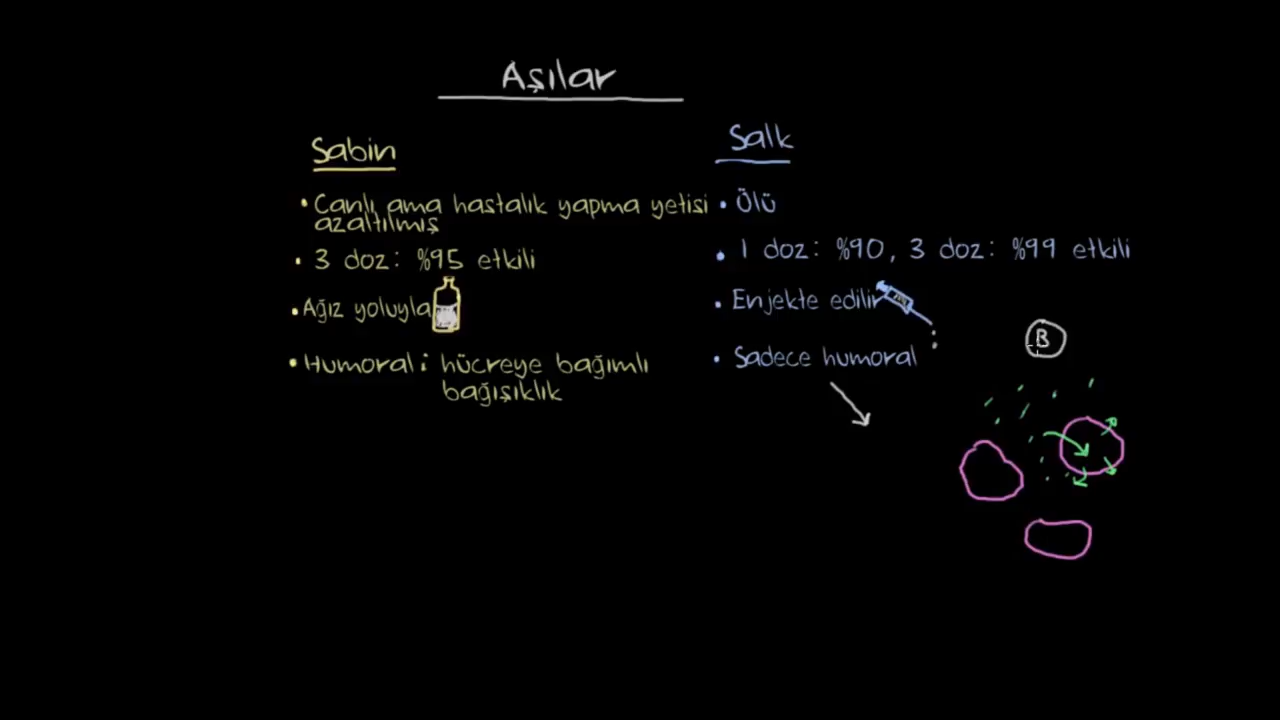 Aşılar
Sabin
• Canlı ama hastalık yapma yetisi
azaltılmış
• 3 doz: %95 etkili
• Ağız yoluyla
• Humoral: hücreye bağımlı
bağışıklık
Salk
• Ölü
• 1 doz: %90, 3 doz: %99 etkili
• Enjekte edilir
• Sadece humoral
B